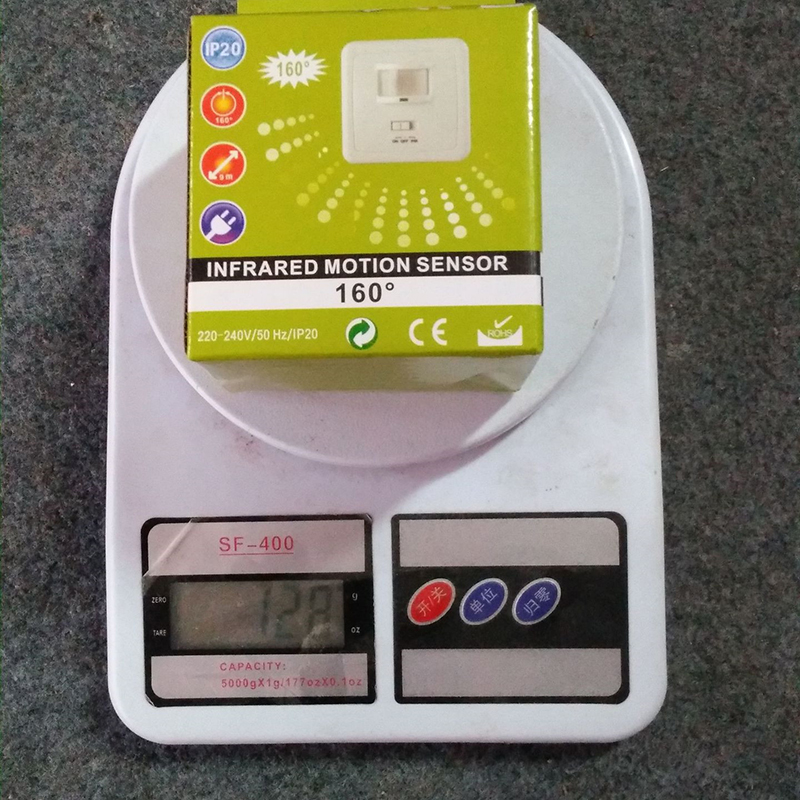 IP20
160°
160°
9m
INFRARED MOTION SENSOR
160°
220-240V/50 Hz/IP20
CE
ROHS
SF-400
ZERO
g
TARE
oz
开/关
单位
归零
CAPACITY:
5000gX1g/177ozX0.1oz